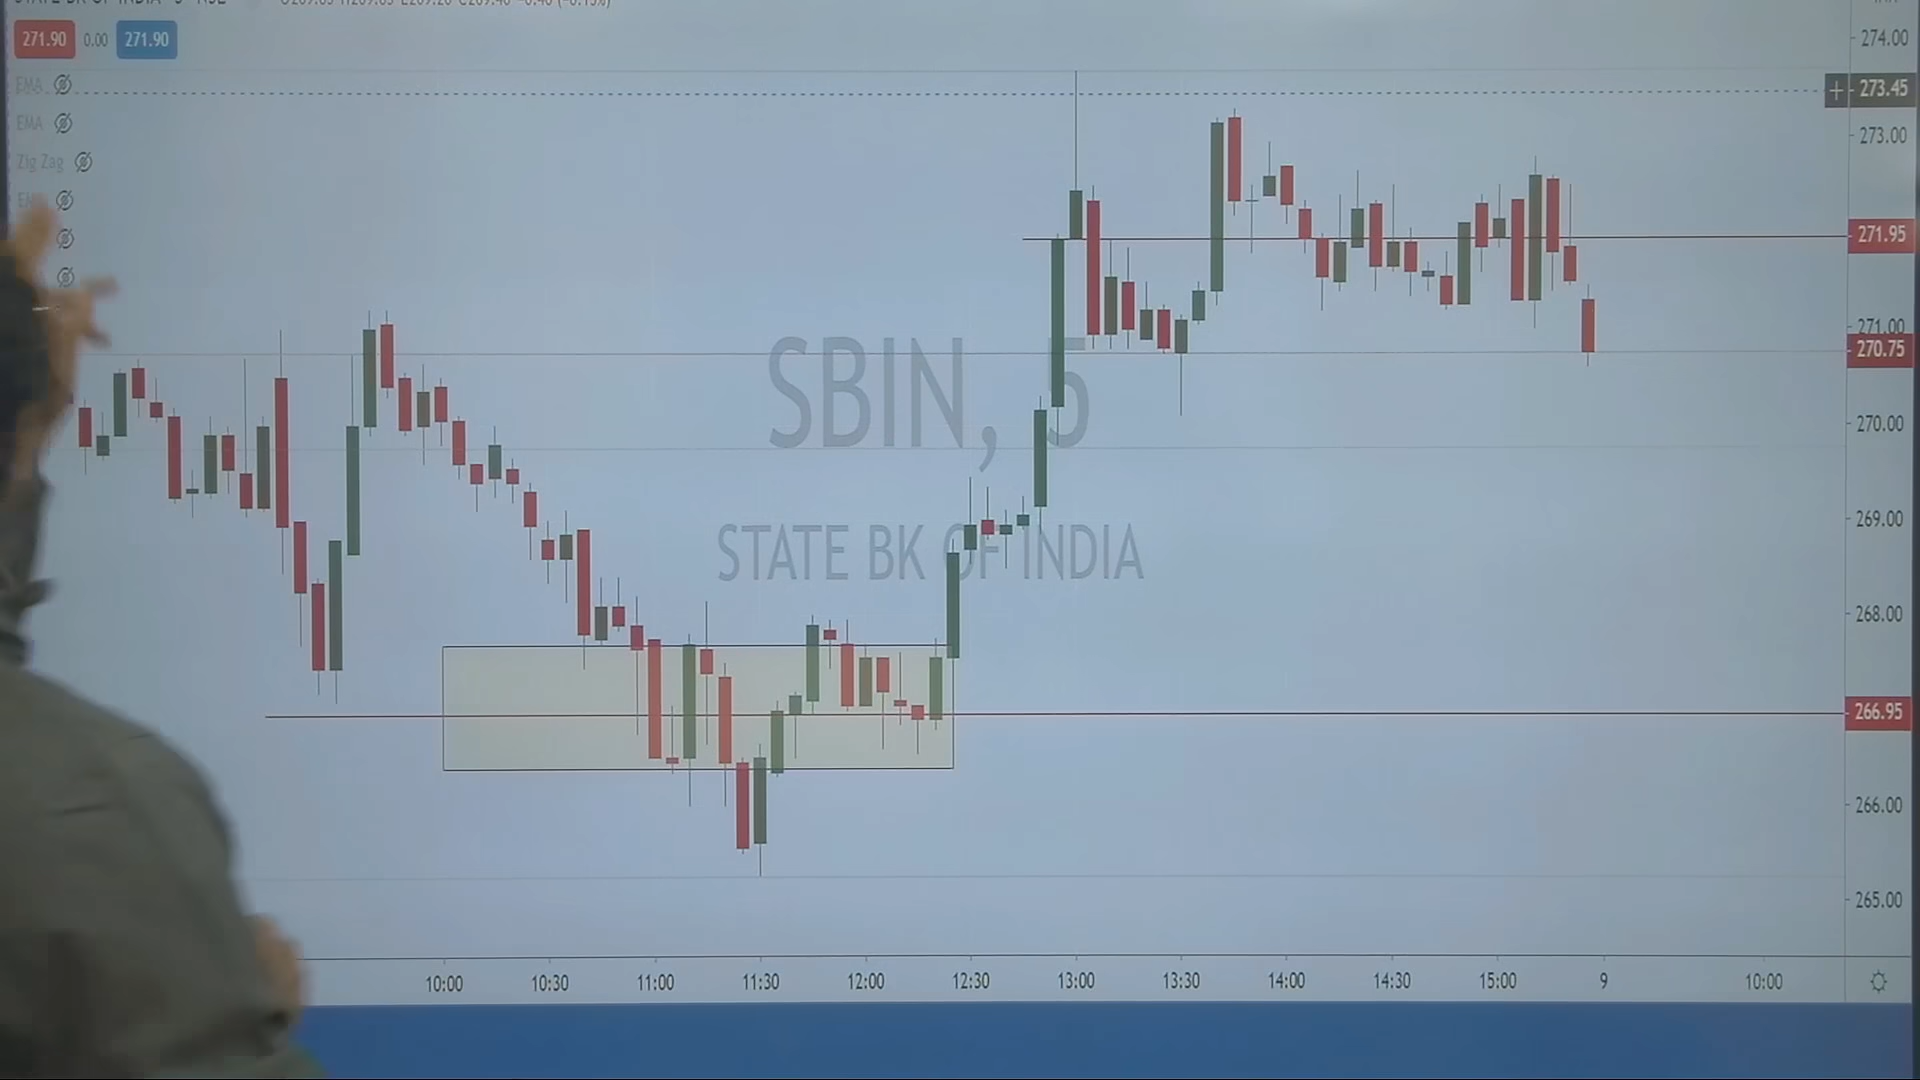 271.90 0.00 271.90
EMA
EMA
Zig Zag
274.00
273.45
273.00
271.95
271.00
270.75
270.00
269.00
268.00
266.95
266.00
265.00
SBIN, 5
STATE BK OF INDIA
10:00 10:30 11:00 11:30 12:00 12:30 13:00 13:30 14:00 14:30 15:00 9 10:00